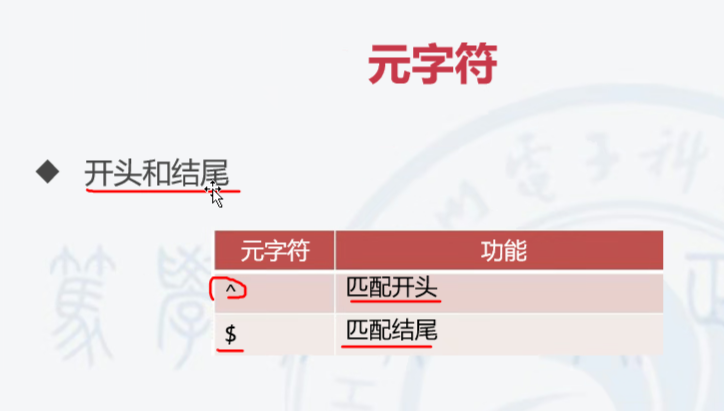 元字符
◆ 开头和结尾
元字符 功能
^ 匹配开头
$ 匹配结尾